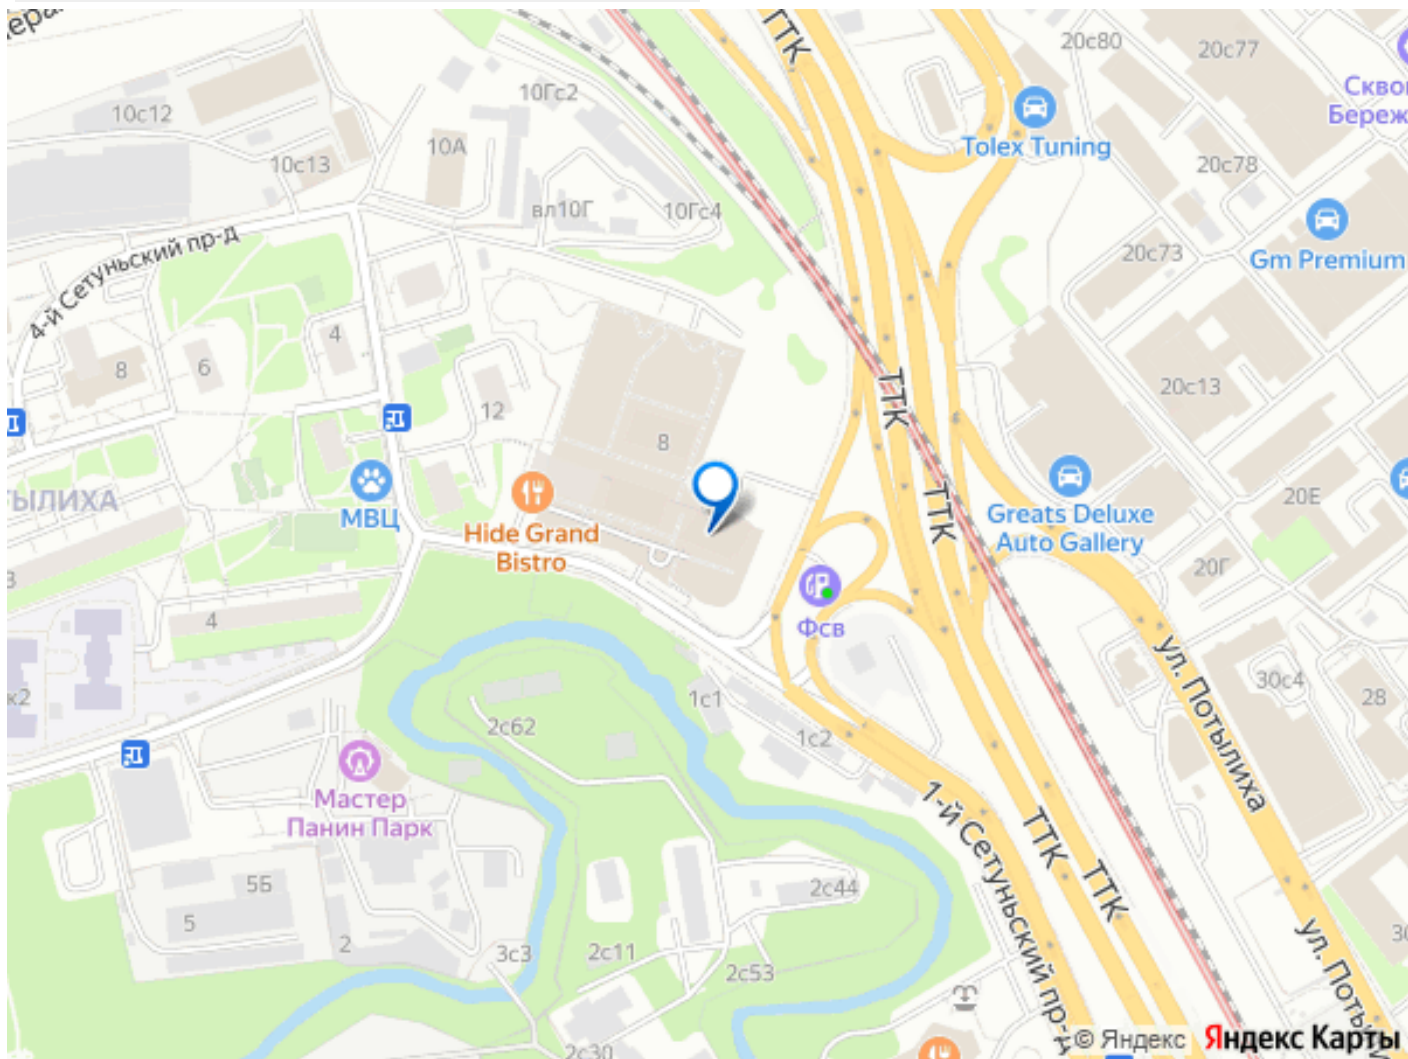 ТТК
20с80
20с77
10Гс2
10с12
Tolex Tuning
10А
10с13
20с78
вл10Г
10Гс4
4-й Сетуньский пр-д
20с73
Gm Premium
4
6
8
ТТК
20с13
12
8
МВЦ
Hide Grand
Bistro
ТТК
Greats Deluxe
Auto Gallery
20Е
20Г
4
Фсв
ул. Потылиха
30с4
28
1с1
2с62
1с2
Мастер
Панин Парк
1-й Сетуньский пр-д
ТТК
ТТК
5Б
2с44
5
2
3с3
2с11
2с53
2с30
© Яндекс Яндекс Карты